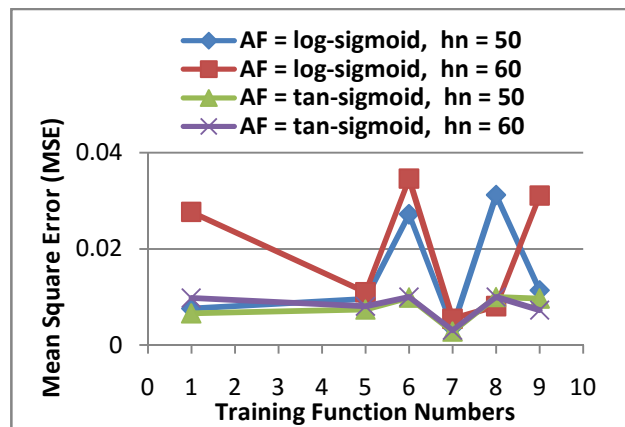 AF = log-sigmoid, hn = 50
AF = log-sigmoid, hn = 60
AF = tan-sigmoid, hn = 50
AF = tan-sigmoid, hn = 60
Mean Square Error (MSE)
0.04
0.02
0
0 1 2 3 4 5 6 7 8 9 10
Training Function Numbers